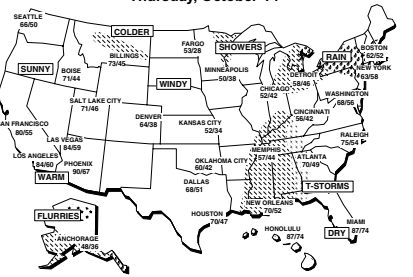 SEATTLE
66/50
COLDER
FARGO
53/28
SHOWERS
BOSTON
62/52
BILLINGS
73/45
RAIN
SUNNY
BOISE
71/44
MINNEAPOLIS
50/38
DETROIT
58/46
NEW YORK
63/58
WINDY
CHICAGO
52/42
WASHINGTON
68/56
SALT LAKE CITY
71/46
DENVER
64/38
KANSAS CITY
52/34
CINCINNATI
56/42
AN FRANCISCO
80/55
LAS VEGAS
84/59
RALEIGH
75/54
LOS ANGELES
84/60
PHOENIX
90/67
OKLAHOMA CITY
60/42
MEMPHIS
57/44
ATLANTA
70/49
WARM
DALLAS
68/51
T-STORMS
NEW ORLEANS
70/52
FLURRIES
HOUSTON
70/47
MIAMI
87/74
HONOLULU
87/74
DRY
ANCHORAGE
48/36